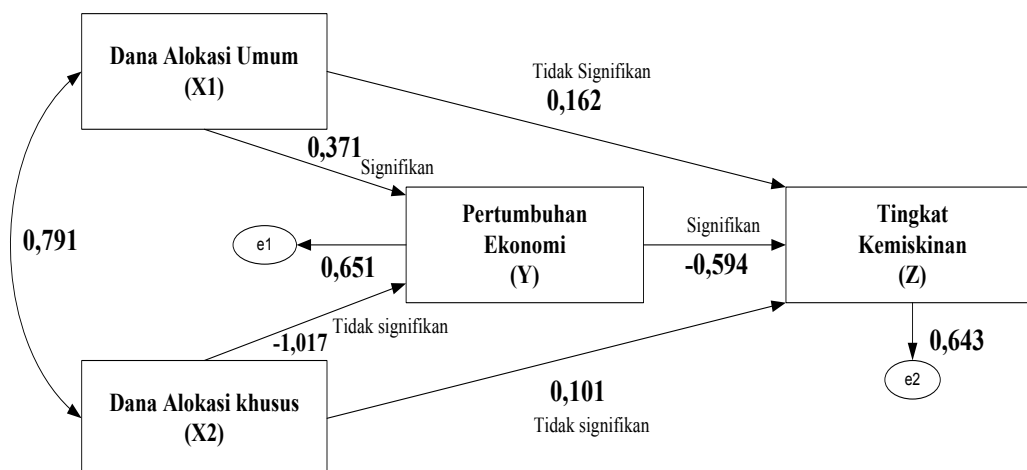 Dana Alokasi Umum
(X1)
Tidak Signifikan
0,162
0,371
Signifikan
0,791
e1
0,651
Pertumbuhan
Ekonomi
(Y)
Signifikan
-0,594
Tingkat
Kemiskinan
(Z)
Tidak signifikan
-1,017
0,643
e2
Dana Alokasi khusus
(X2)
0,101
Tidak signifikan